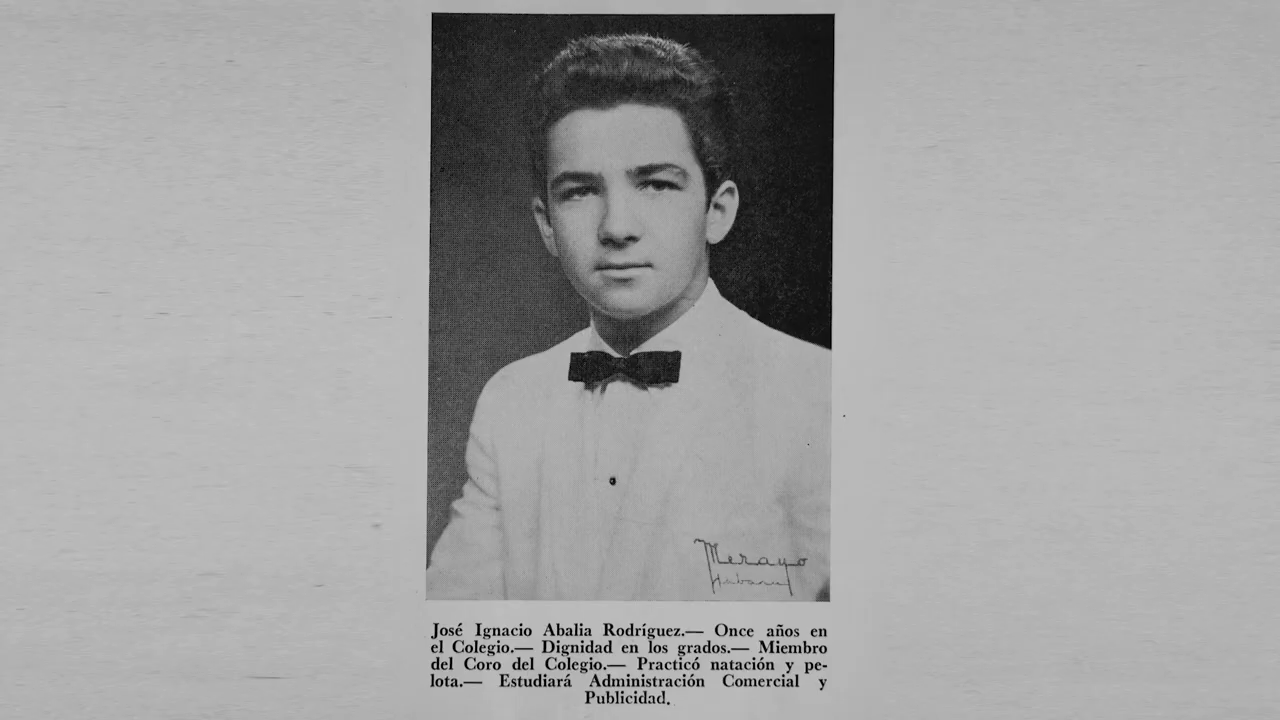 Merayo
Habana
José Ignacio Abalia Rodríguez.— Once años en
el Colegio.— Dignidad en los grados.— Miembro
del Coro del Colegio.— Practicó natación y pe-
lota.— Estudiará Administración Comercial y
Publicidad.